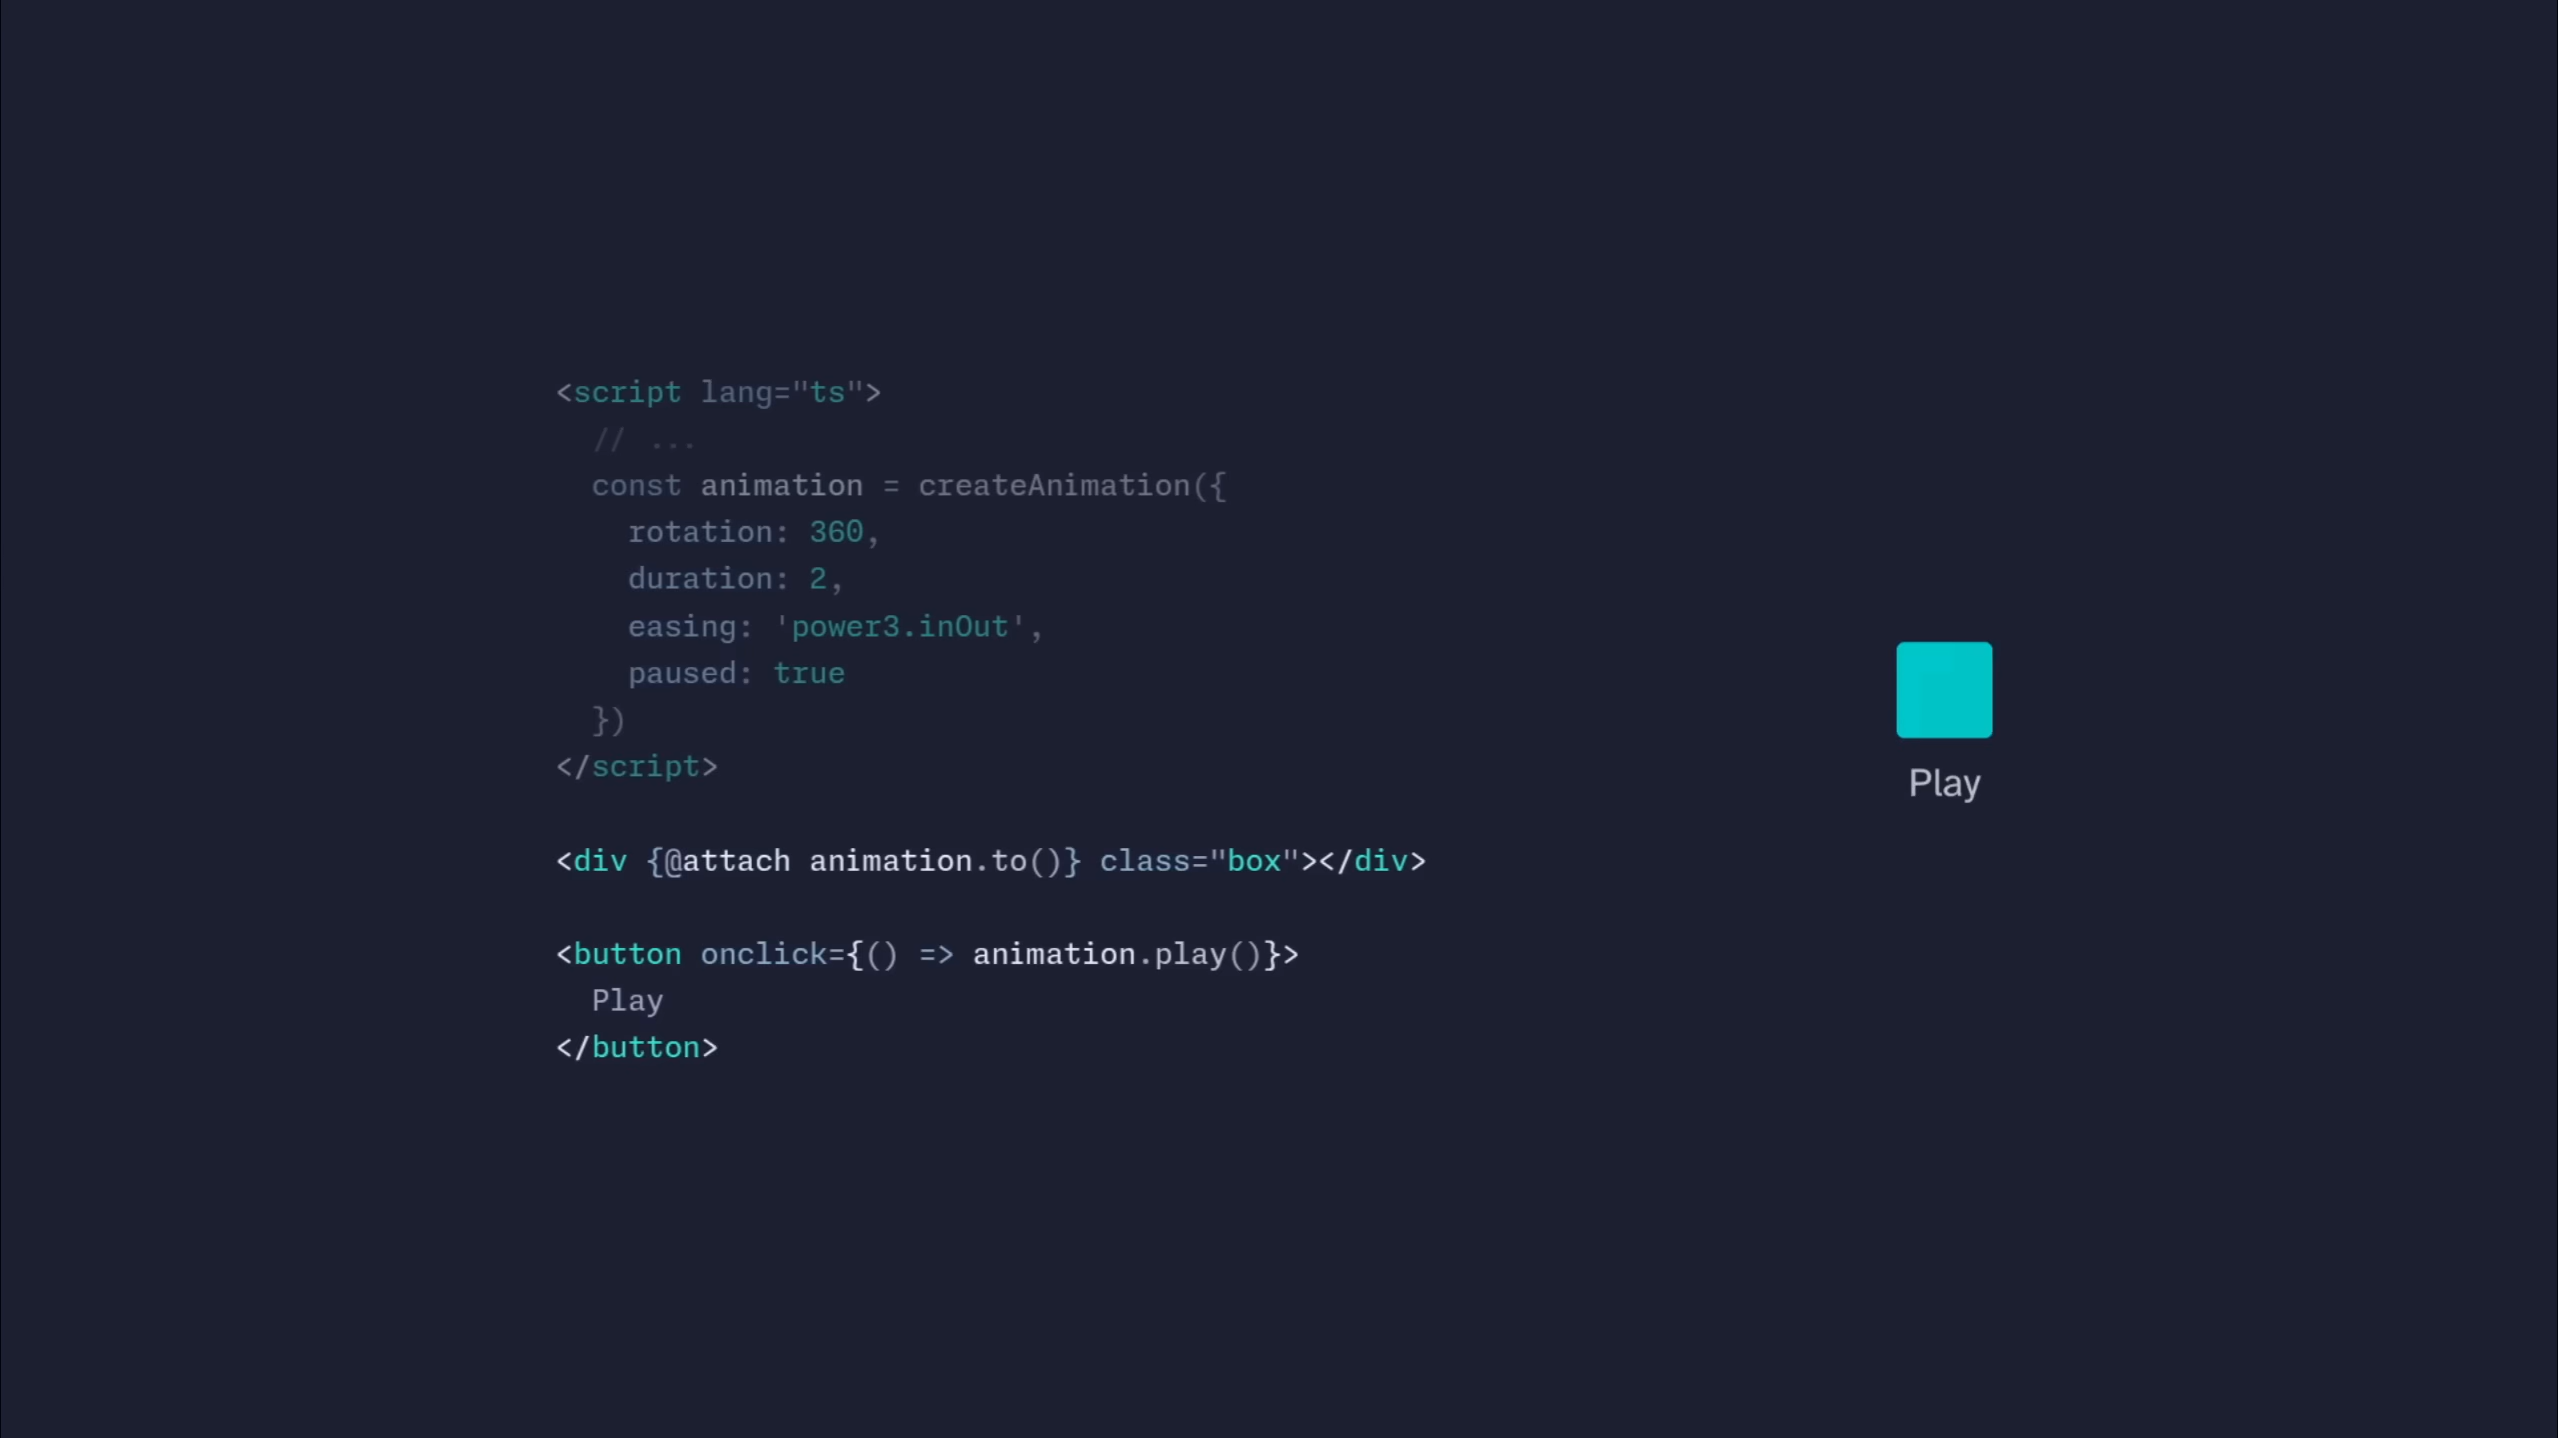 <script lang="ts">
  // ...
  const animation = createAnimation({
    rotation: 360,
    duration: 2,
    easing: 'power3.inOut',
    paused: true
  })
</script>
<div {@attach animation.to()} class="box"></div>
<button onclick={() => animation.play()}>
  Play
</button>
Play